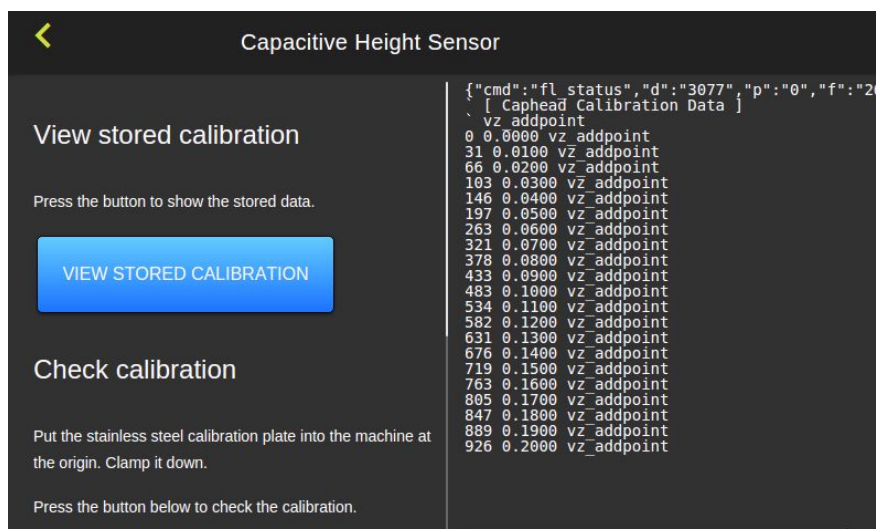 Capacitive Height Sensor
View stored calibration
Press the button to show the stored data.
VIEW STORED CALIBRATION
Check calibration
Put the stainless steel calibration plate into the machine at
the origin. Clamp it down.
Press the button below to check the calibration.
{"cmd":"fl_status","d":"3077","p":"0","f":"20
` [ Caphead Calibration Data ]
` vz_addpoint
0 0.0000 vz_addpoint
31 0.0100 vz_addpoint
66 0.0200 vz_addpoint
103 0.0300 vz_addpoint
146 0.0400 vz_addpoint
197 0.0500 vz_addpoint
263 0.0600 vz_addpoint
321 0.0700 vz_addpoint
378 0.0800 vz_addpoint
433 0.0900 vz_addpoint
483 0.1000 vz_addpoint
534 0.1100 vz_addpoint
582 0.1200 vz_addpoint
631 0.1300 vz_addpoint
676 0.1400 vz_addpoint
719 0.1500 vz_addpoint
763 0.1600 vz_addpoint
805 0.1700 vz_addpoint
847 0.1800 vz_addpoint
889 0.1900 vz_addpoint
926 0.2000 vz_addpoint